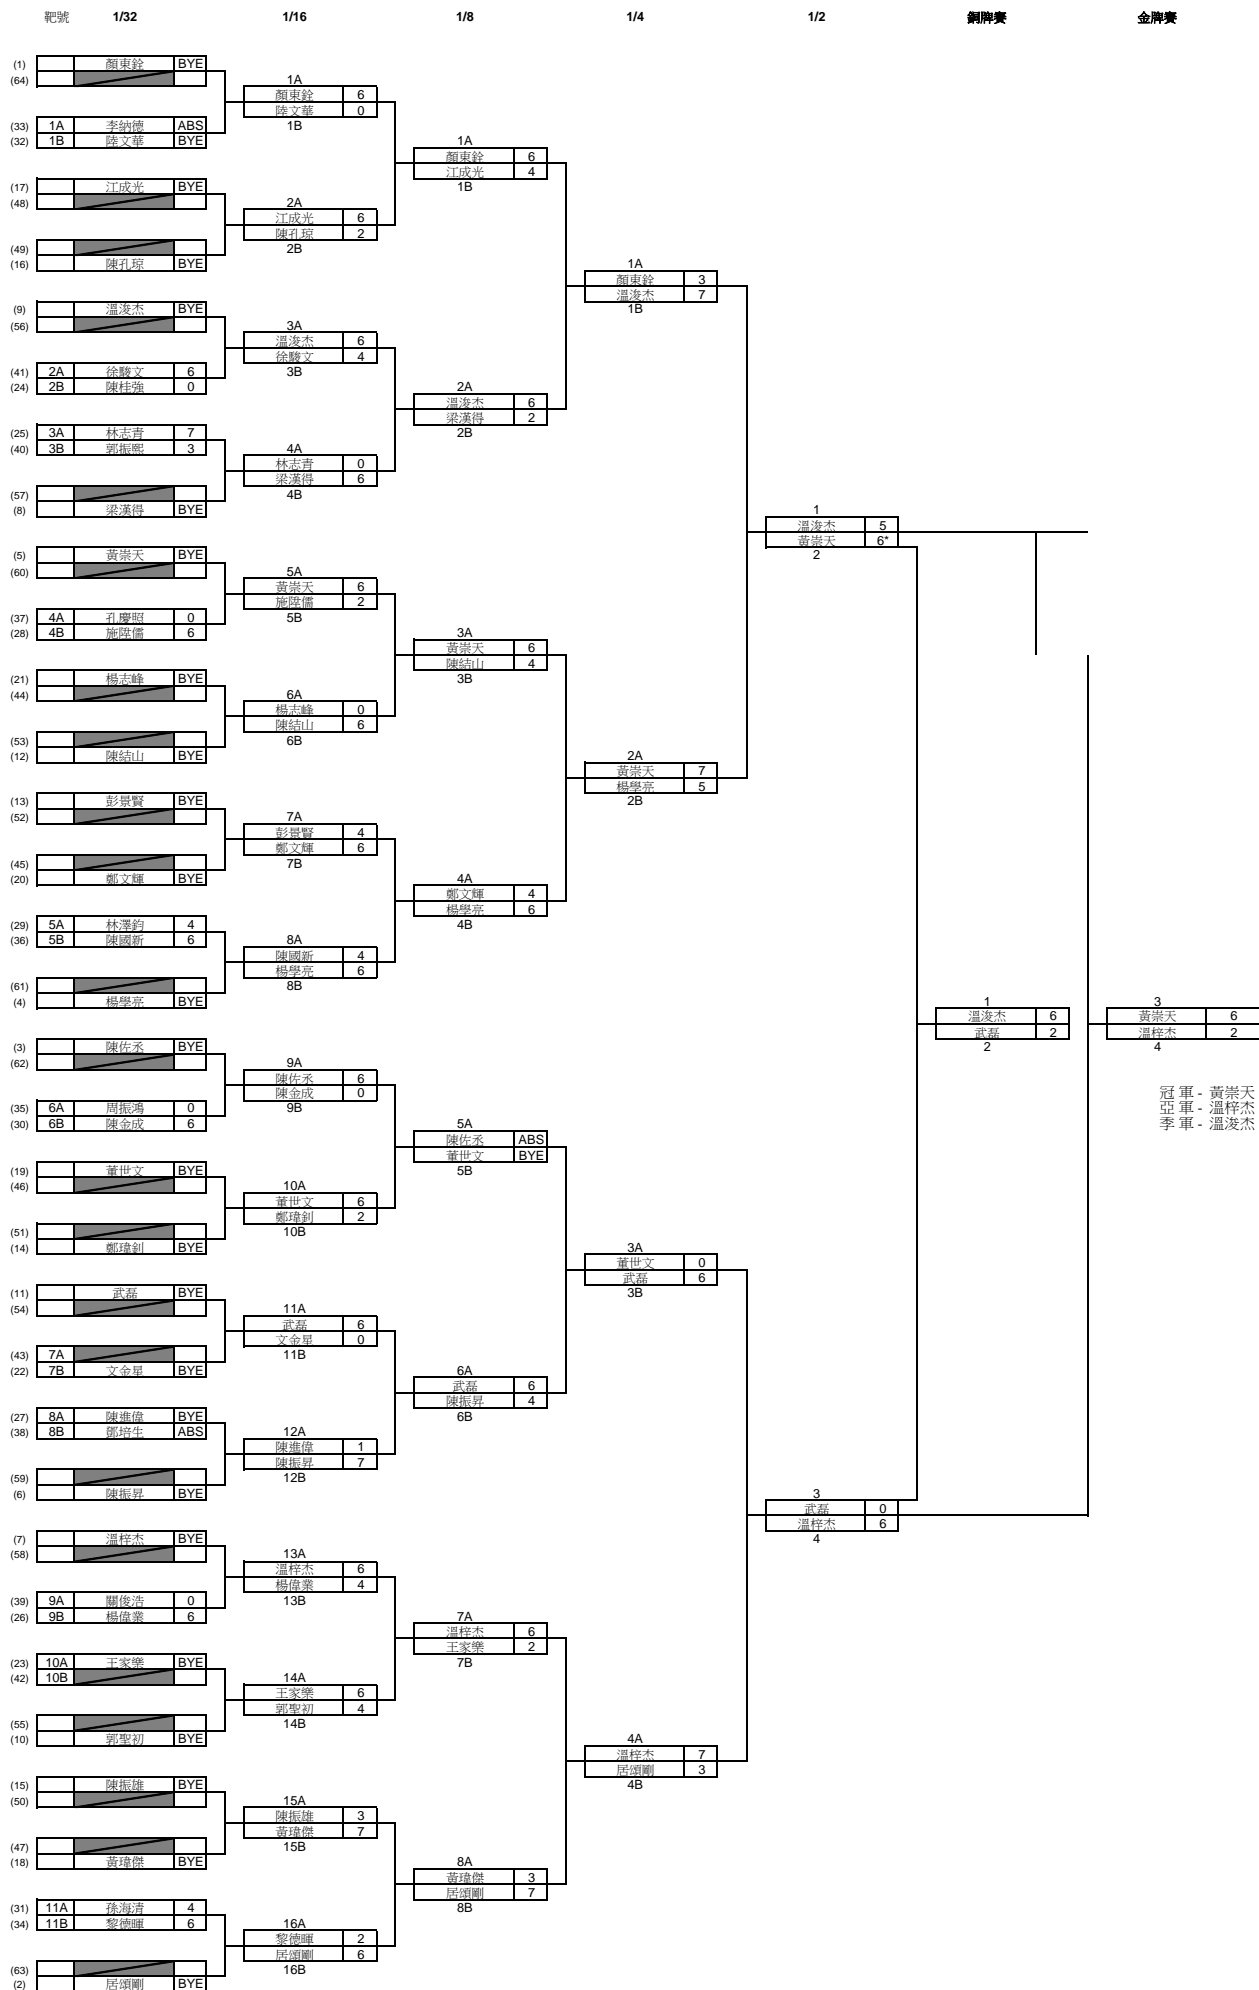 靶號 1/32 1/16 1/8 1/4 1/2 銅牌賽 金牌賽
(1) 顏東銓 BYE
(64)
1A
顏東銓 6
陸文華 0
1B
(33) 1A 李納德 ABS
(32) 1B 陸文華 BYE
1A
顏東銓 6
江成光 4
1B
(17) 江成光 BYE
(48)
2A
江成光 6
陳孔琼 2
2B
(49)
(16) 陳孔琼 BYE
1A
顏東銓 3
溫浚杰 7
1B
(9) 溫浚杰 BYE
(56)
3A
溫浚杰 6
徐駿文 4
3B
(41) 2A 徐駿文 6
(24) 2B 陳桂強 0
2A
溫浚杰 6
梁漢得 2
2B
(25) 3A 林志青 7
(40) 3B 郭振熙 3
4A
林志青 0
梁漢得 6
4B
(57)
(8) 梁漢得 BYE
1
溫浚杰 5
黃崇天 6*
2
(5) 黃崇天 BYE
(60)
5A
黃崇天 6
施陞儒 2
5B
(37) 4A 孔慶照 0
(28) 4B 施陞儒 6
3A
黃崇天 6
陳結山 4
3B
(21) 楊志峰 BYE
(44)
6A
楊志峰 0
陳結山 6
6B
(53)
(12) 陳結山 BYE
2A
黃崇天 7
楊學亮 5
2B
(13) 彭景賢 BYE
(52)
7A
彭景賢 4
鄭文輝 6
7B
(45)
(20) 鄭文輝 BYE
4A
鄭文輝 4
楊學亮 6
4B
(29) 5A 林澤鈞 4
(36) 5B 陳國新 6
8A
陳國新 4
楊學亮 6
8B
(61)
(4) 楊學亮 BYE
1
溫浚杰 6
武磊 2
2
3
黃崇天 6
溫梓杰 2
4
(3) 陳佐丞 BYE
(62)
9A
陳佐丞 6
陳金成 0
9B
冠 軍 - 黃崇天
亞 軍 - 溫梓杰
季 軍 - 溫浚杰
(35) 6A 周振鴻 0
(30) 6B 陳金成 6
5A
陳佐丞 ABS
董世文 BYE
5B
(19) 董世文 BYE
(46)
10A
董世文 6
鄭瑋釗 2
10B
(51)
(14) 鄭瑋釗 BYE
3A
董世文 0
武磊 6
3B
(11) 武磊 BYE
(54)
11A
武磊 6
文金星 0
11B
(43) 7A
(22) 7B 文金星 BYE
6A
武磊 6
陳振昇 4
6B
(27) 8A 陳進偉 BYE
(38) 8B 鄧培生 ABS
12A
陳進偉 1
陳振昇 7
12B
(59)
(6) 陳振昇 BYE
3
武磊 0
溫梓杰 6
4
(7) 溫梓杰 BYE
(58)
13A
溫梓杰 6
楊偉業 4
13B
(39) 9A 關俊浩 0
(26) 9B 楊偉業 6
7A
溫梓杰 6
王家樂 2
7B
(23) 10A 王家樂 BYE
(42) 10B
14A
王家樂 6
郭聖初 4
14B
(55)
(10) 郭聖初 BYE
4A
溫梓杰 7
居頌剛 3
4B
(15) 陳振雄 BYE
(50)
15A
陳振雄 3
黃瑋傑 7
15B
(47)
(18) 黃瑋傑 BYE
8A
黃瑋傑 3
居頌剛 7
8B
(31) 11A 孫海清 4
(34) 11B 黎德暉 6
16A
黎德暉 2
居頌剛 6
16B
(63)
(2) 居頌剛 BYE